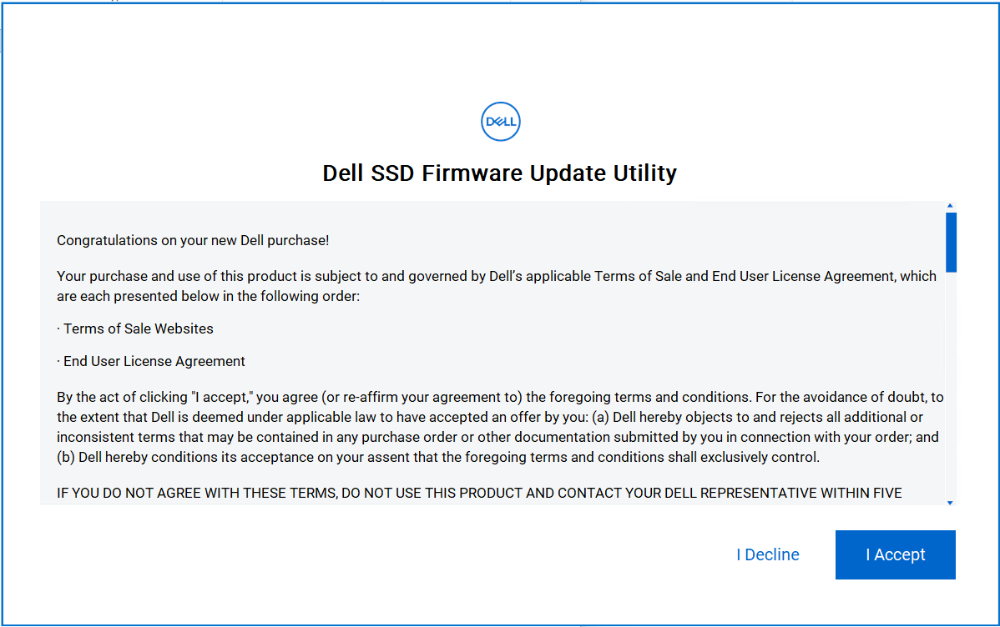 DELL
Dell SSD Firmware Update Utility
Congratulations on your new Dell purchase!
Your purchase and use of this product is subject to and governed by Dell’s applicable Terms of Sale and End User License Agreement, which
are each presented below in the following order:
· Terms of Sale Websites
· End User License Agreement
By the act of clicking "I accept," you agree (or re-affirm your agreement to) the foregoing terms and conditions. For the avoidance of doubt, to
the extent that Dell is deemed under applicable law to have accepted an offer by you: (a) Dell hereby objects to and rejects all additional or
inconsistent terms that may be contained in any purchase order or other documentation submitted by you in connection with your order; and
(b) Dell hereby conditions its acceptance on your assent that the foregoing terms and conditions shall exclusively control.
IF YOU DO NOT AGREE WITH THESE TERMS, DO NOT USE THIS PRODUCT AND CONTACT YOUR DELL REPRESENTATIVE WITHIN FIVE
I Decline
I Accept